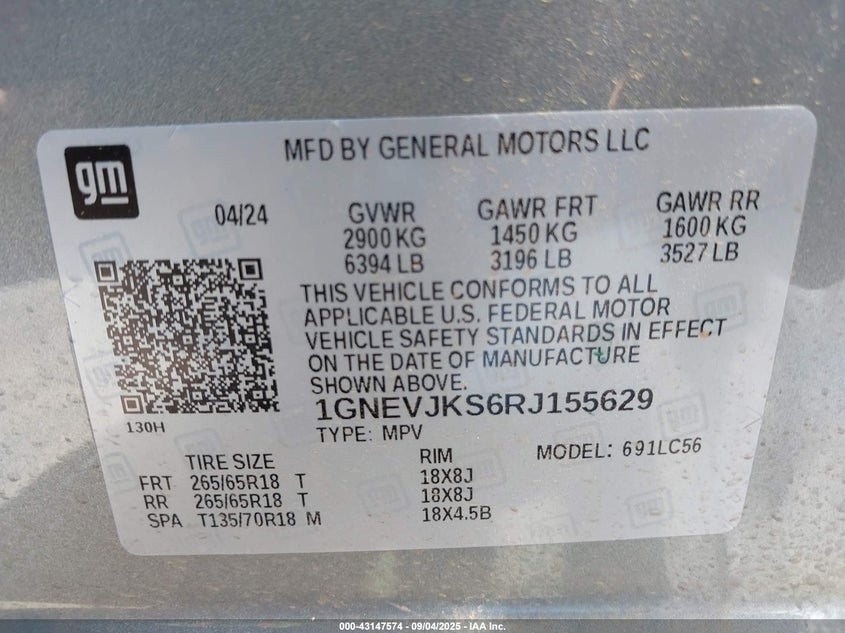 gm
MFD BY GENERAL MOTORS LLC
04/24 GVWR GAWR FRT GAWR RR
2900 KG 1450 KG 1600 KG
6394 LB 3196 LB 3527 LB
THIS VEHICLE CONFORMS TO ALL
APPLICABLE U.S. FEDERAL MOTOR
VEHICLE SAFETY STANDARDS IN EFFECT
ON THE DATE OF MANUFACTURE
SHOWN ABOVE.
1GNEVJKS6RJ155629
130H
TYPE: MPV
MODEL: 691LC56
TIRE SIZE RIM
FRT 265/65R18 T 18X8J
RR 265/65R18 T 18X8J
SPA T135/70R18 M 18X4.5B
000-43147574 - 09/04/2025 - IAA Inc.